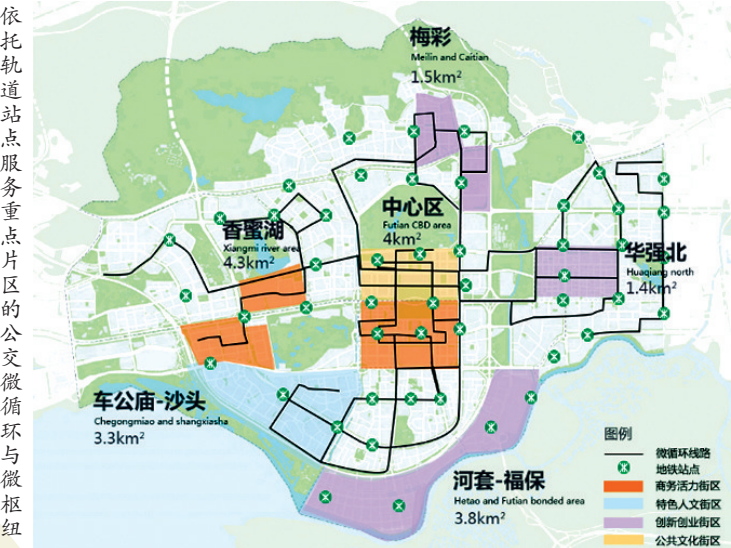 依托轨道站点服务重点片区的公交微循环与微枢纽
梅彩
Meilin and Caitian
1.5km²
中心区
Futian CBD area
4km²
香蜜湖
Xiangmi river area
4.3km²
华强北
Huaqiang north
1.4km²
车公庙-沙头
Chegongmiao and shangxiasha
3.3km²
河套-福保
Hetao and Futian bonded area
3.8km²
图例
微循环线路
地铁站点
商务活力街区
特色人文街区
创新创业街区
公共文化街区